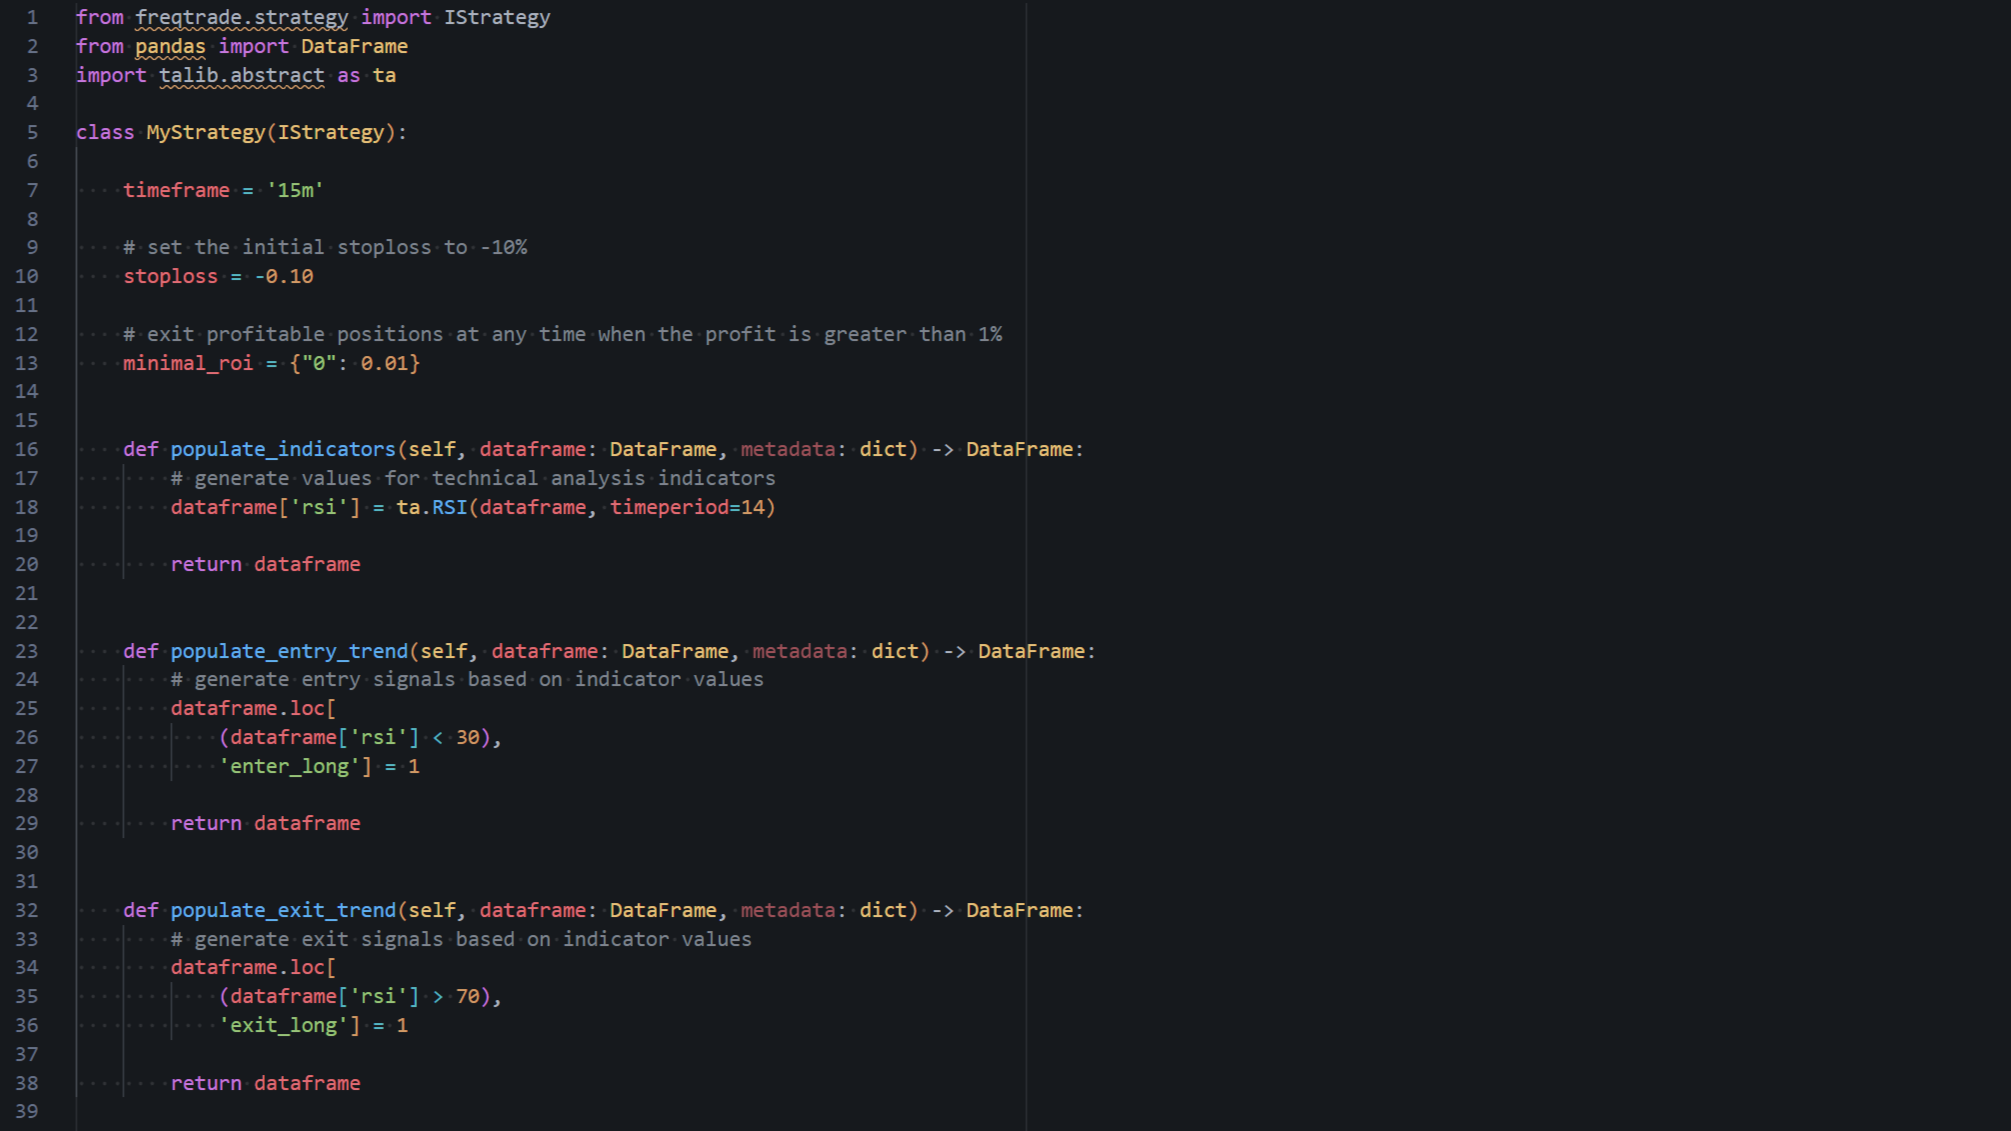 1 from freqtrade.strategy import IStrategy
2 from pandas import DataFrame
3 import talib.abstract as ta
4
5 class MyStrategy(IStrategy):
6
7     timeframe = '15m'
8
9     # set the initial stoploss to -10%
10     stoploss = -0.10
11
12     # exit profitable positions at any time when the profit is greater than 1%
13     minimal_roi = {"0": 0.01}
14
15
16     def populate_indicators(self, dataframe: DataFrame, metadata: dict) -> DataFrame:
17         # generate values for technical analysis indicators
18         dataframe['rsi'] = ta.RSI(dataframe, timeperiod=14)
19
20         return dataframe
21
22
23     def populate_entry_trend(self, dataframe: DataFrame, metadata: dict) -> DataFrame:
24         # generate entry signals based on indicator values
25         dataframe.loc[
26             (dataframe['rsi'] < 30),
27             'enter_long'] = 1
28
29         return dataframe
30
31
32     def populate_exit_trend(self, dataframe: DataFrame, metadata: dict) -> DataFrame:
33         # generate exit signals based on indicator values
34         dataframe.loc[
35             (dataframe['rsi'] > 70),
36             'exit_long'] = 1
37
38         return dataframe
39